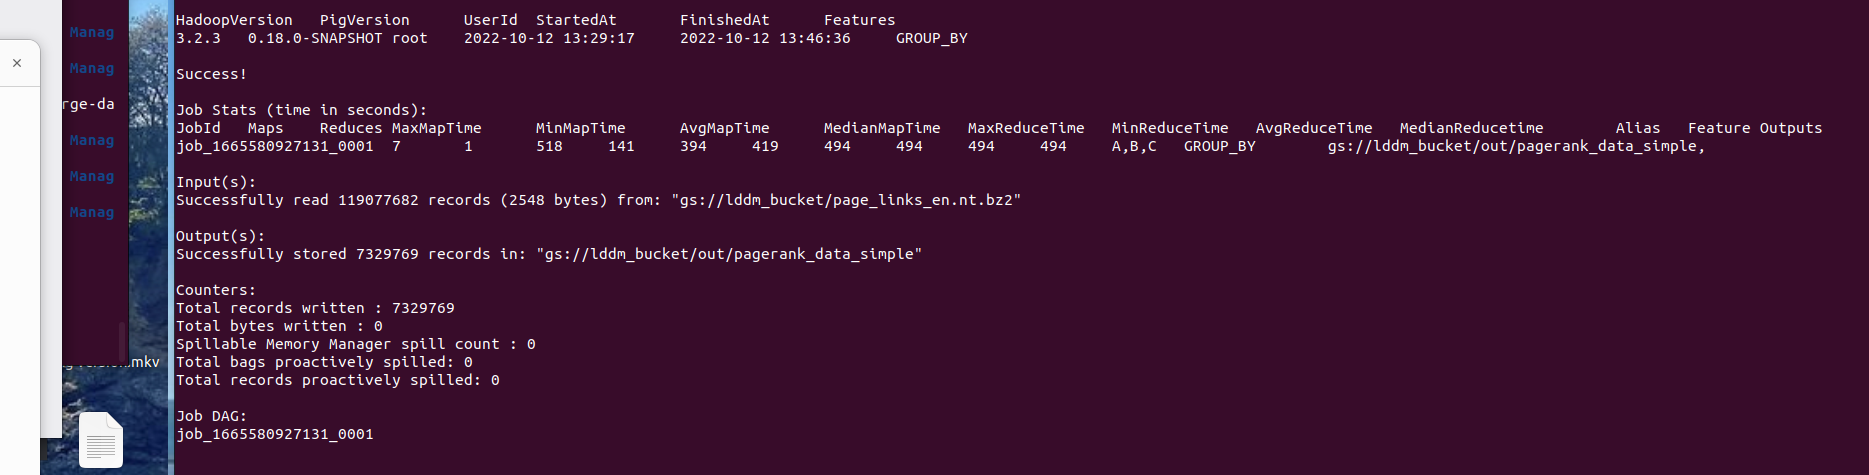 Manag
Manag
rge-da
Manag
Manag
Manag
.mkv
HadoopVersion PigVersion UserId StartedAt FinishedAt Features
3.2.3 0.18.0-SNAPSHOT root 2022-10-12 13:29:17 2022-10-12 13:46:36 GROUP_BY
Success!
Job Stats (time in seconds):
JobId Maps Reduces MaxMapTime MinMapTime AvgMapTime MedianMapTime MaxReduceTime MinReduceTime AvgReduceTime MedianReducetime Alias Feature Outputs
job_1665580927131_0001 7 1 518 141 394 419 494 494 494 494 A,B,C GROUP_BY gs://lddm_bucket/out/pagerank_data_simple,
Input(s):
Successfully read 119077682 records (2548 bytes) from: "gs://lddm_bucket/page_links_en.nt.bz2"
Output(s):
Successfully stored 7329769 records in: "gs://lddm_bucket/out/pagerank_data_simple"
Counters:
Total records written : 7329769
Total bytes written : 0
Spillable Memory Manager spill count : 0
Total bags proactively spilled: 0
Total records proactively spilled: 0
Job DAG:
job_1665580927131_0001